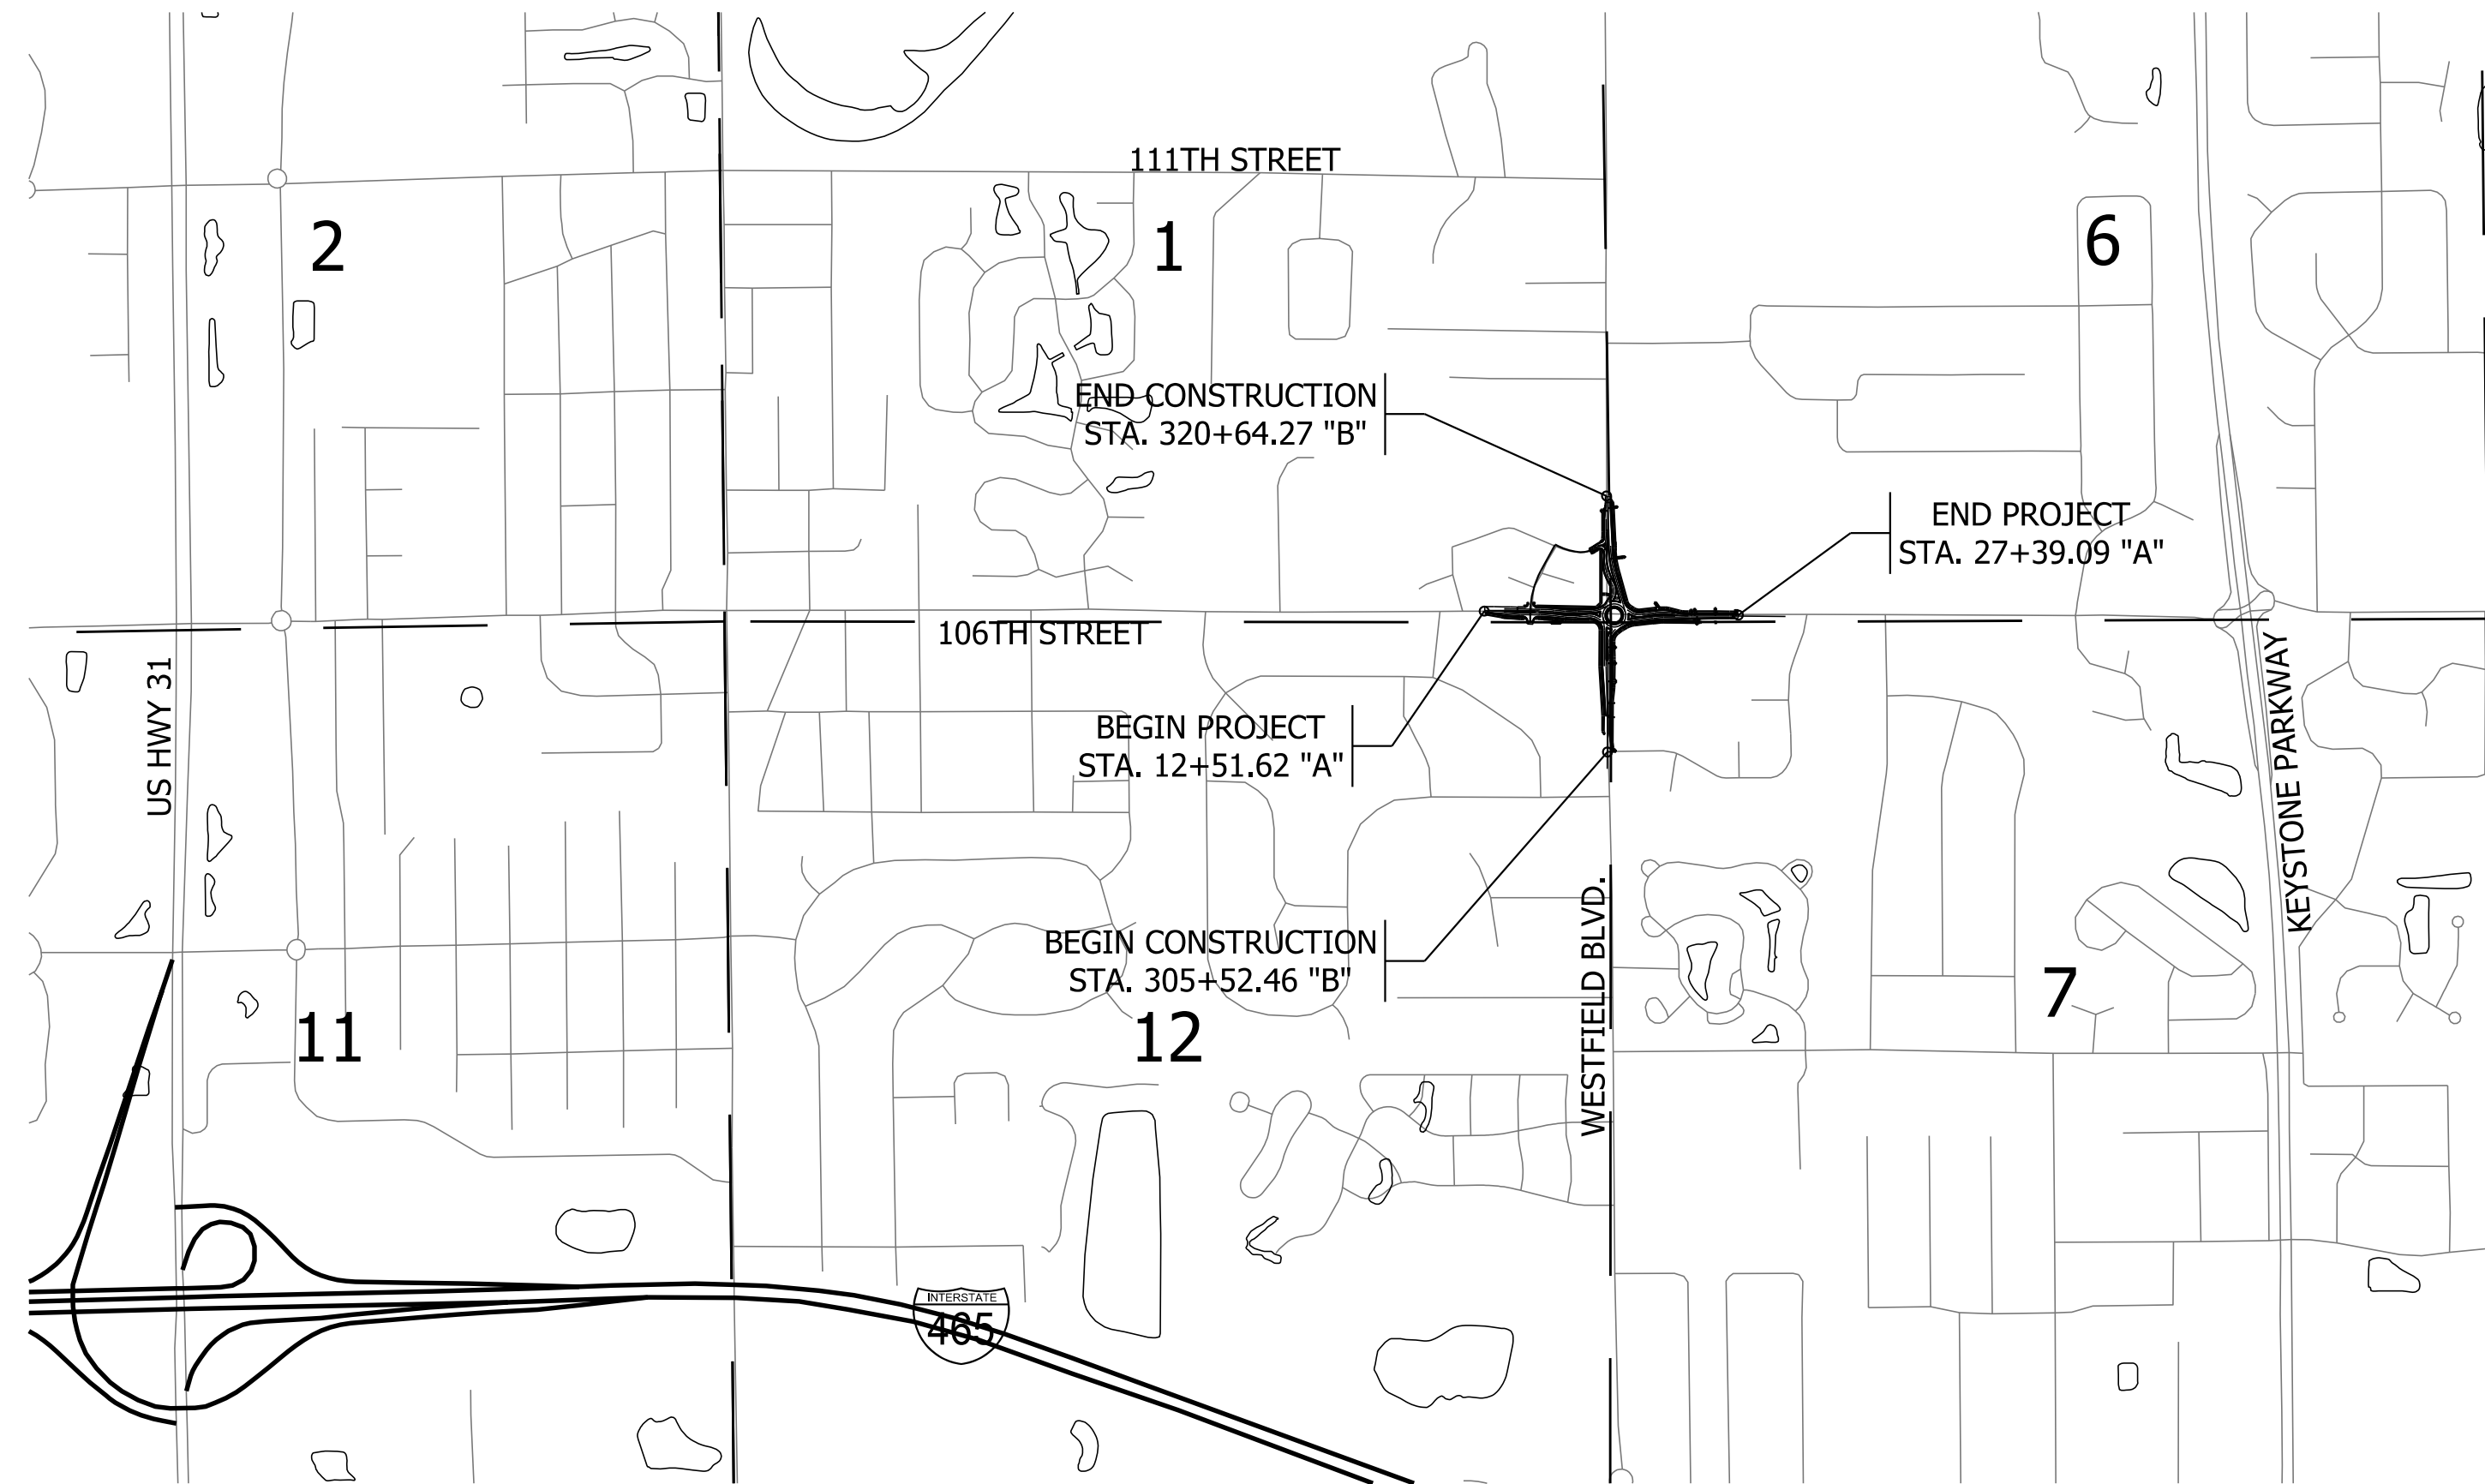 111TH STREET
2
1
6
END CONSTRUCTION
STA. 320+64.27 "B"
END PROJECT
STA. 27+39.09 "A"
106TH STREET
US HWY 31
BEGIN PROJECT
STA. 12+51.62 "A"
KEYSTONE PARKWAY
BEGIN CONSTRUCTION
STA. 305+52.46 "B"
WESTFIELD BLVD.
11
12
7
INTERSTATE
465